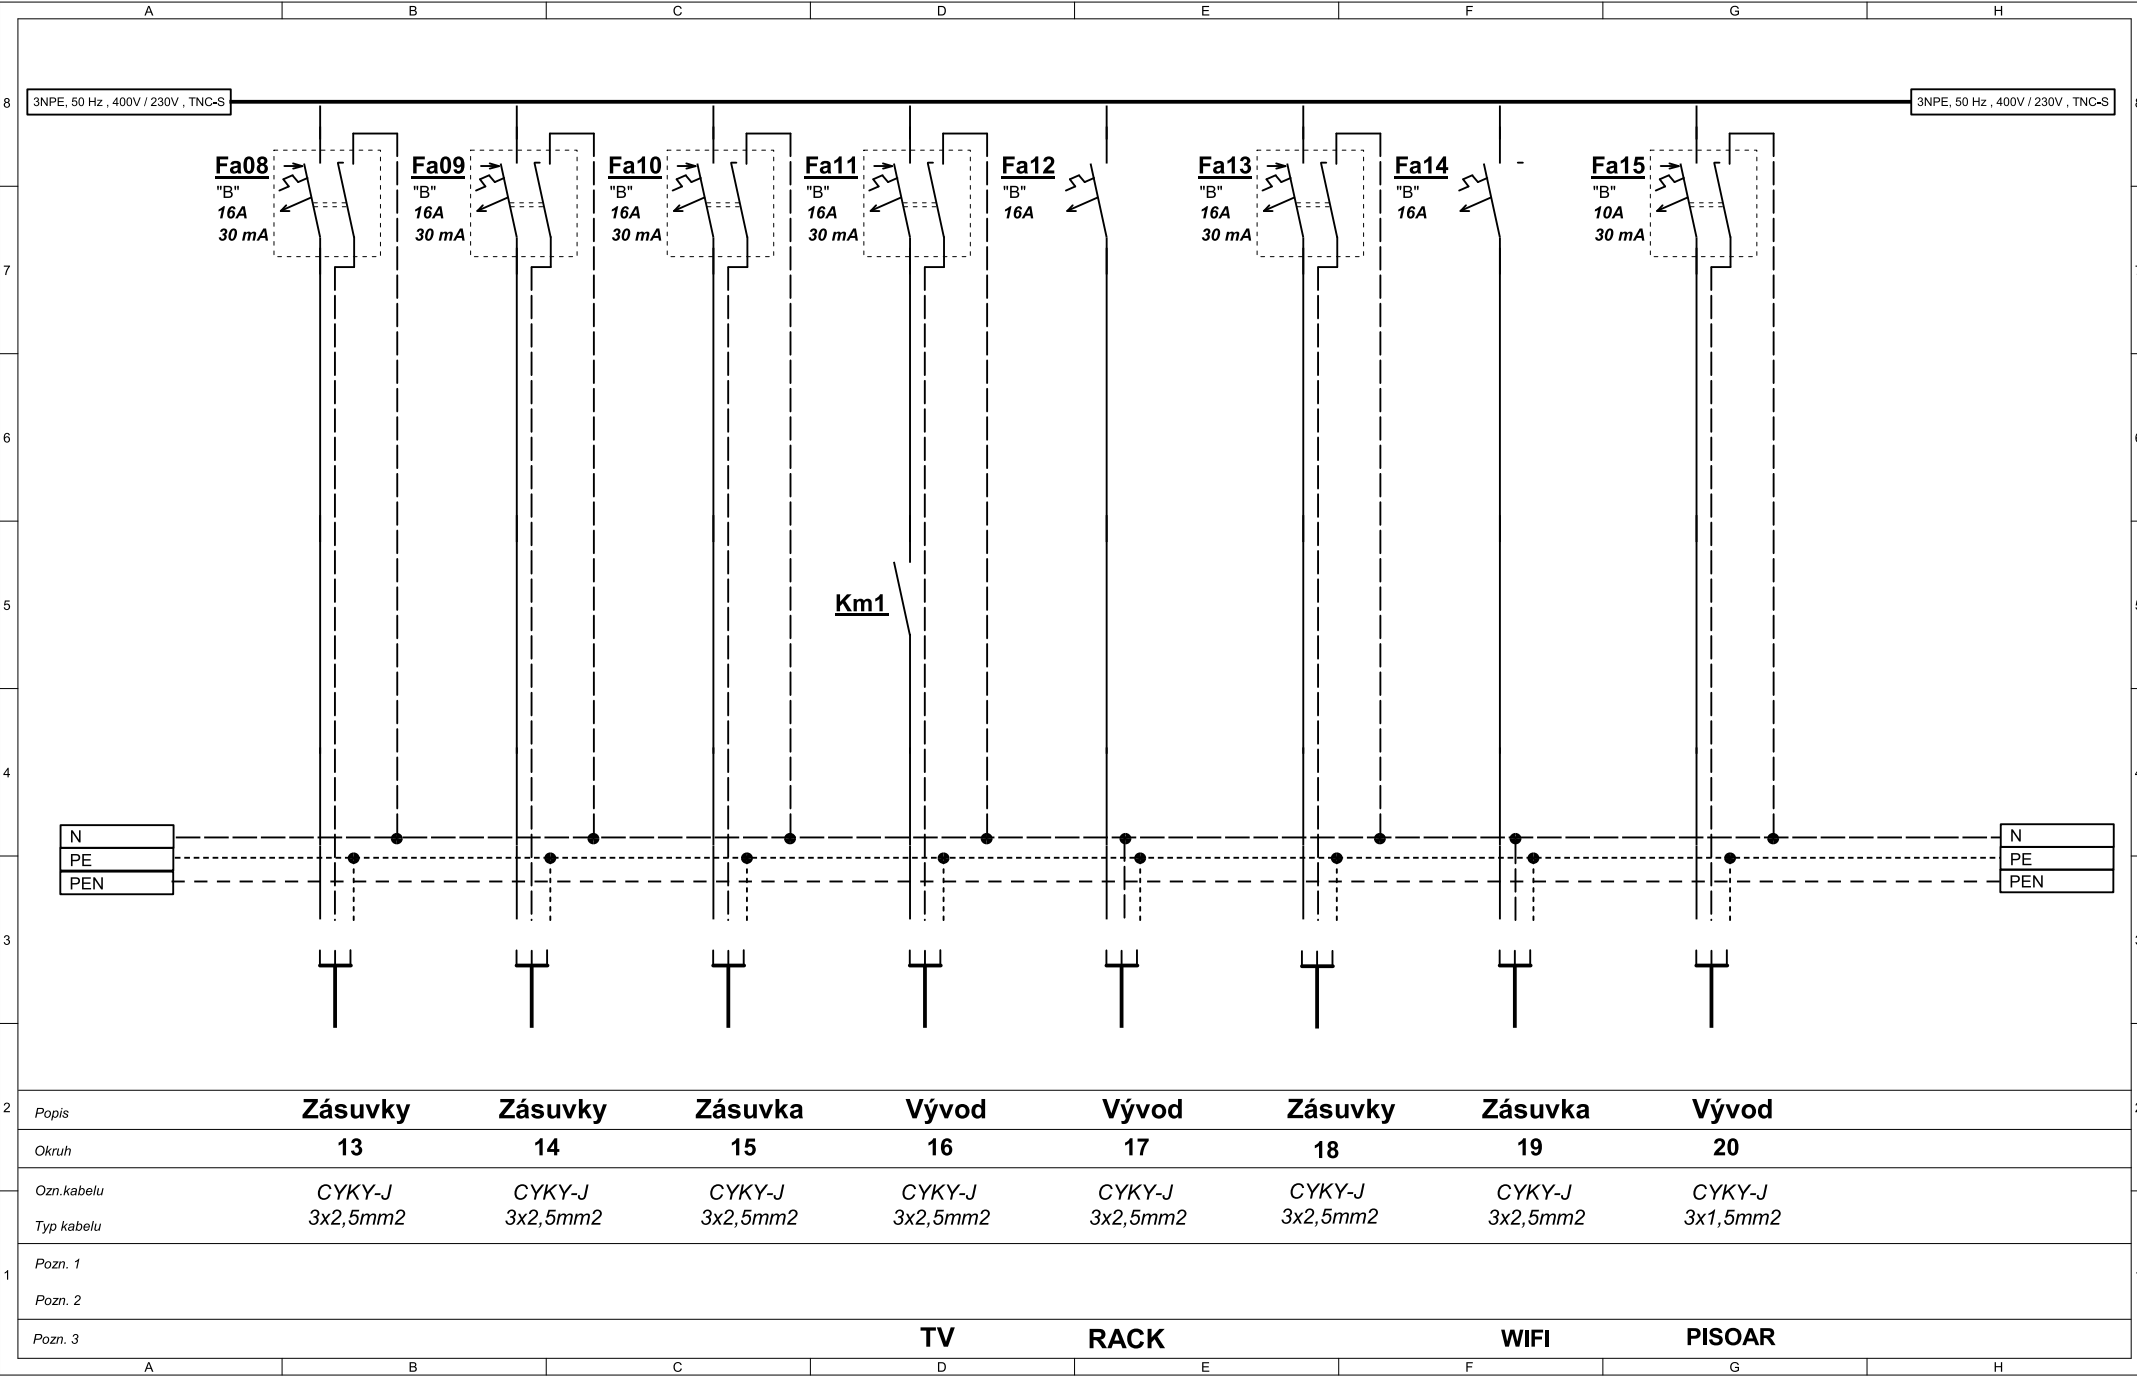 A B C D E F G H
8
3NPE, 50 Hz , 400V / 230V , TNC-S
3NPE, 50 Hz , 400V / 230V , TNC-S
Fa08
"B"
16A
30 mA
Fa09
"B"
16A
30 mA
Fa10
"B"
16A
30 mA
Fa11
"B"
16A
30 mA
Fa12
"B"
16A
Fa13
"B"
16A
30 mA
Fa14
"B"
16A
Fa15
"B"
10A
30 mA
7
6
5
Km1
4
N
PE
PEN
N
PE
PEN
3
2
Popis Zásuvky Zásuvky Zásuvka Vývod Vývod Zásuvky Zásuvka Vývod
Okruh 13 14 15 16 17 18 19 20
Ozn.kabelu CYKY-J CYKY-J CYKY-J CYKY-J CYKY-J CYKY-J CYKY-J CYKY-J
Typ kabelu 3x2,5mm2 3x2,5mm2 3x2,5mm2 3x2,5mm2 3x2,5mm2 3x2,5mm2 3x2,5mm2 3x1,5mm2
Pozn. 1
1
Pozn. 2
Pozn. 3 TV RACK WIFI PISOAR
A B C D E F G H